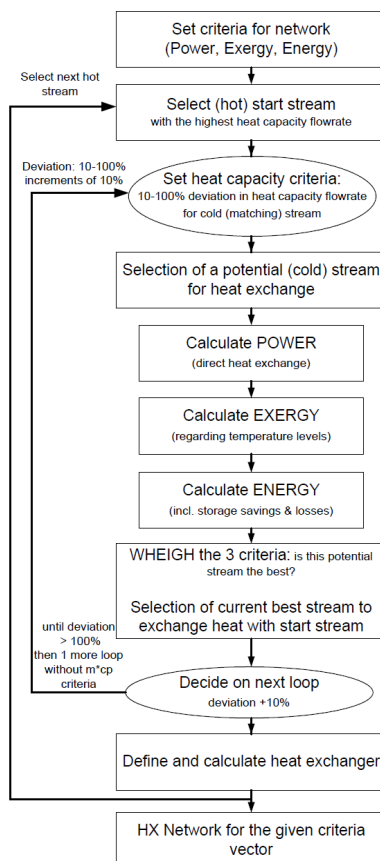 Set criteria for network
(Power, Exergy, Energy)
Select next hot
stream
Select (hot) start stream
with the highest heat capacity flowrate
Deviation: 10-100%
increments of 10%
Set heat capacity criteria:
10-100% deviation in heat capacity flowrate
for cold (matching) stream
Selection of a potential (cold) stream
for heat exchange
Calculate POWER
(direct heat exchange)
Calculate EXERGY
(regarding temperature levels)
Calculate ENERGY
(incl. storage savings & losses)
WHEIGH the 3 criteria: is this potential
stream the best?
Selection of current best stream to
exchange heat with start stream
until deviation
> 100%
then 1 more loop
without m*cp
criteria
Decide on next loop
deviation +10%
Define and calculate heat exchanger
HX Network for the given criteria
vector